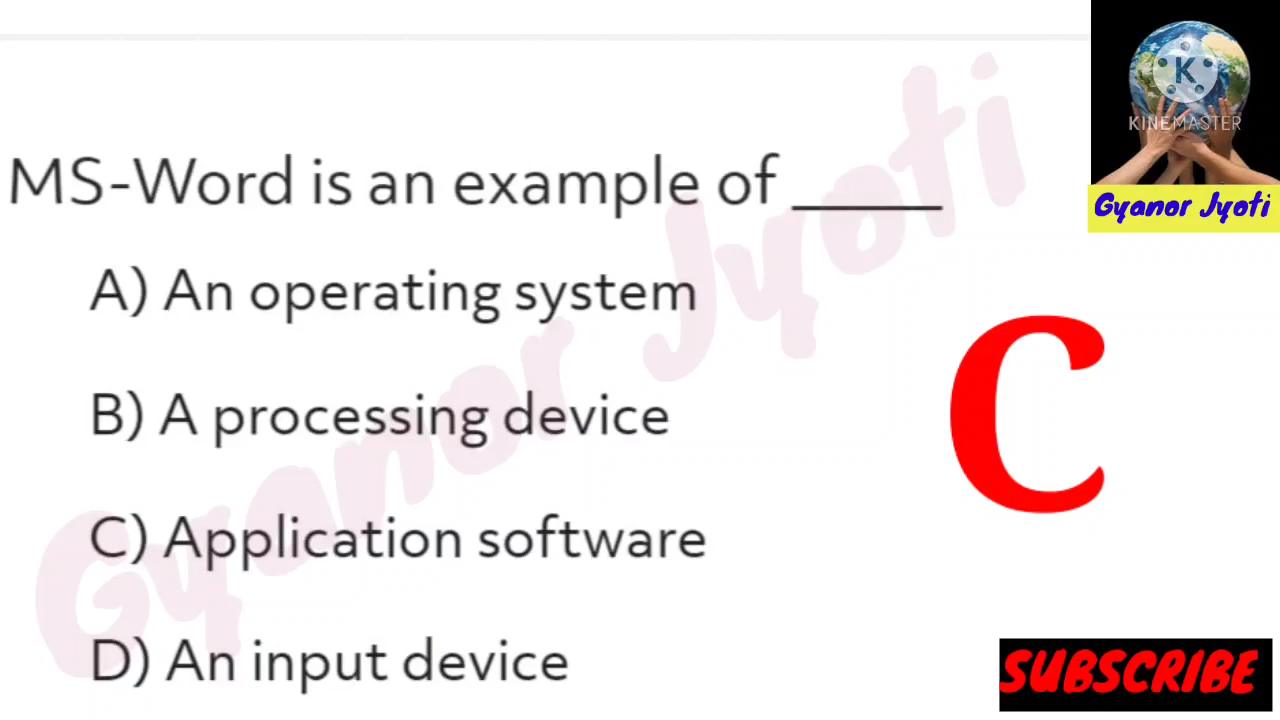 MS-Word is an example of _____
A) An operating system
B) A processing device
C) Application software
D) An input device
C
K
KINEMASTER
Gyanor Jyoti
Gyanor Jyoti
SUBSCRIBE